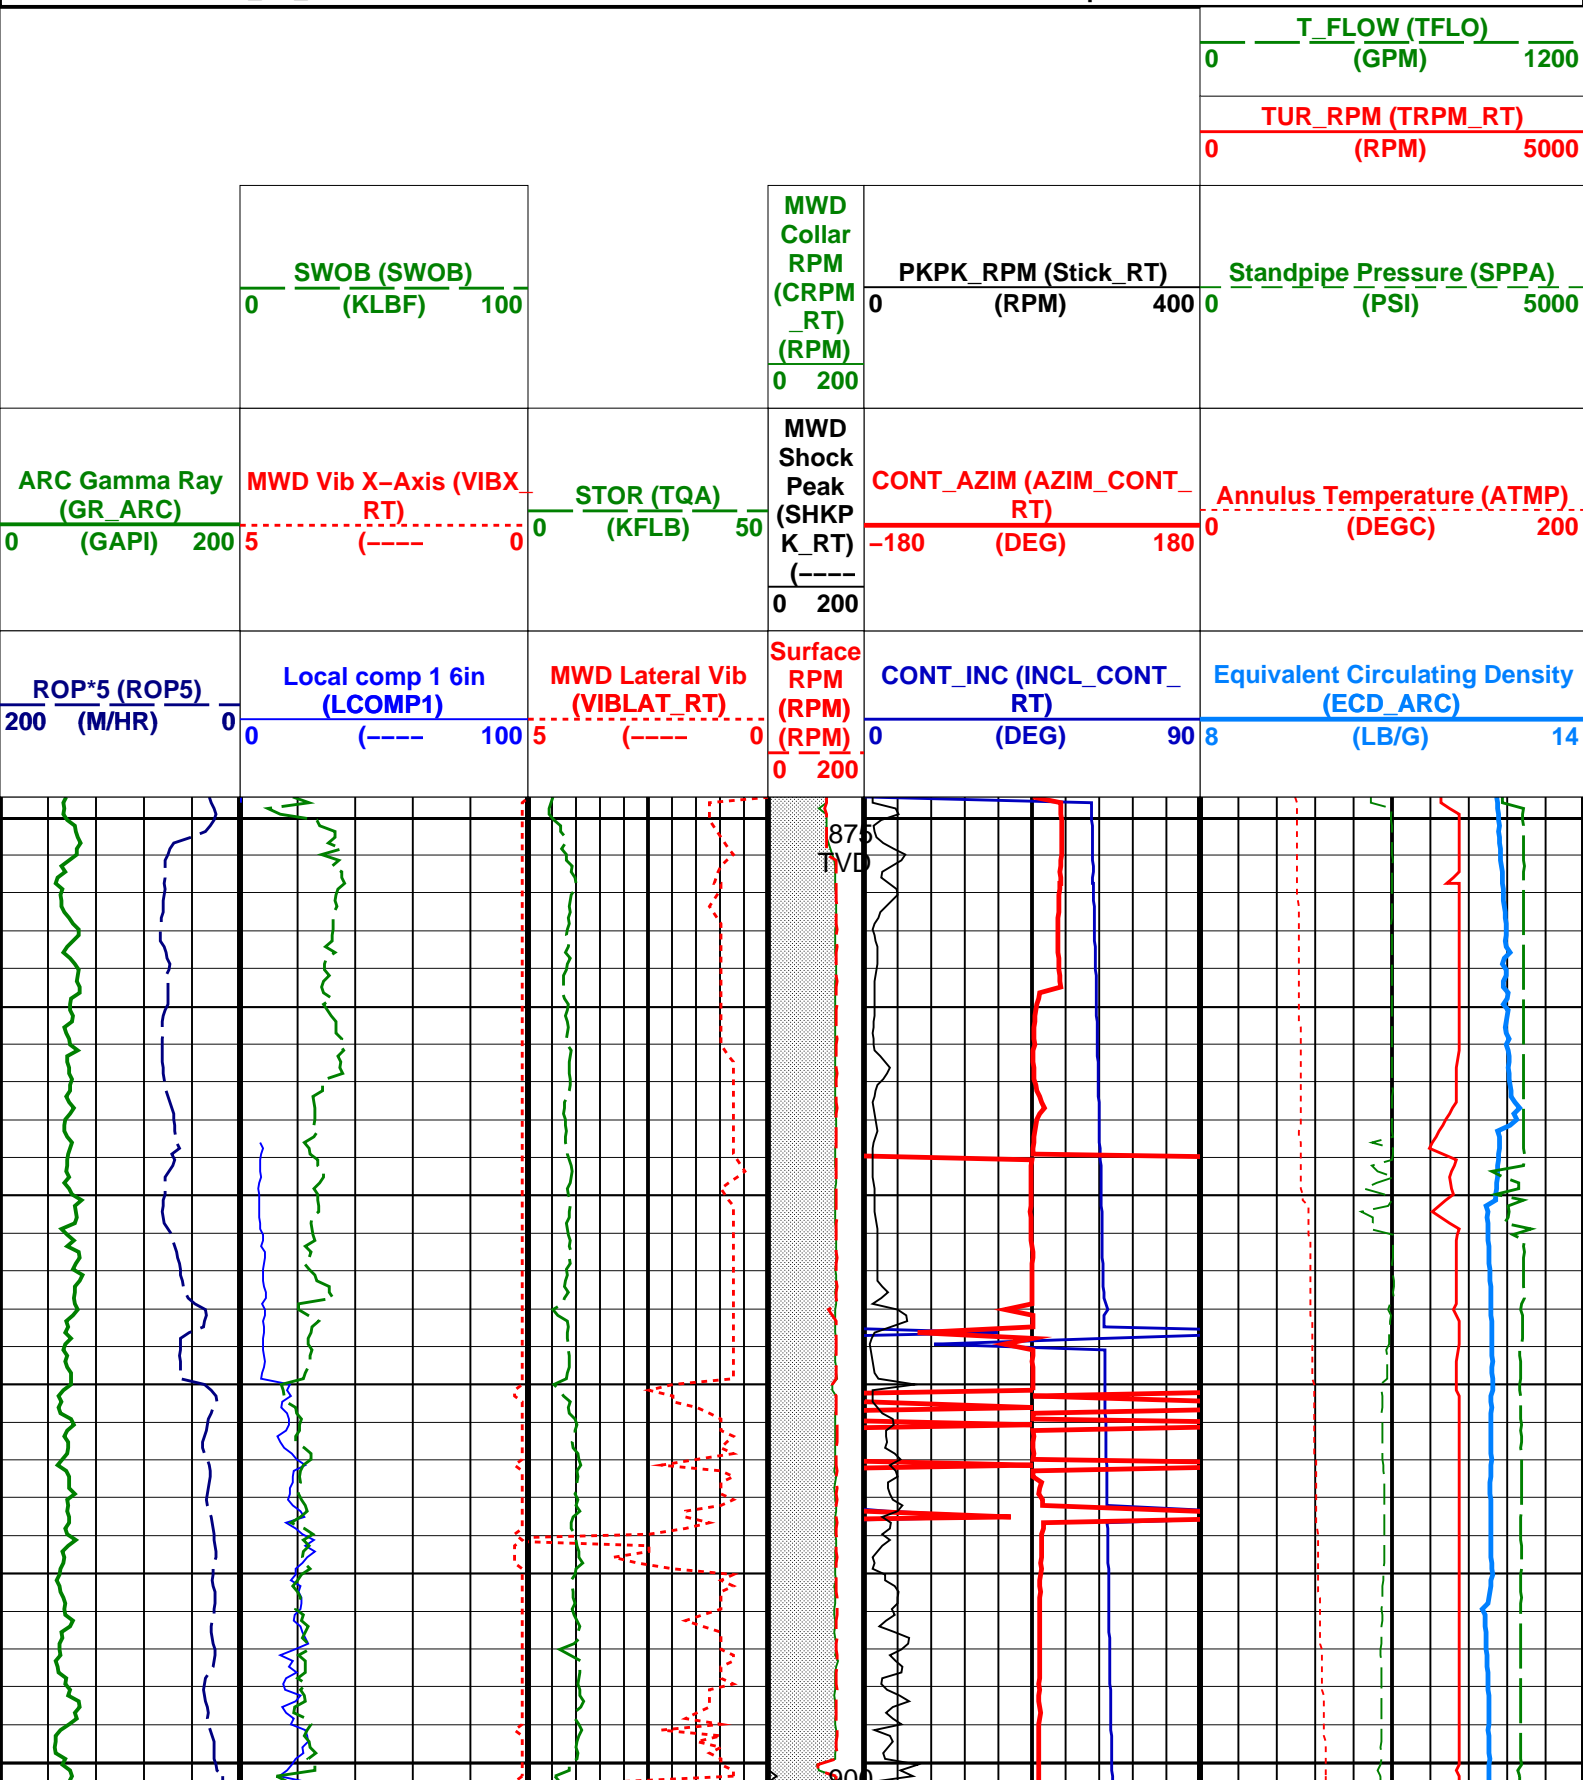 T_FLOW (TFLO)
0 (GPM) 1200
TUR_RPM (TRPM_RT)
0 (RPM) 5000
SWOB (SWOB)
0 (KLBF) 100
MWD
Collar
RPM
(CRPM
_RT)
(RPM)
0 200
PKPK_RPM (Stick_RT)
0 (RPM) 400
Standpipe Pressure (SPPA)
0 (PSI) 5000
ARC Gamma Ray
(GR_ARC)
0 (GAPI) 200
MWD Vib X−Axis (VIBX_
RT)
5 (−−−− 0
STOR (TQA)
0 (KFLB) 50
MWD
Shock
Peak
(SHKP
K_RT)
(−−−−
0 200
CONT_AZIM (AZIM_CONT_
RT)
−180 (DEG) 180
Annulus Temperature (ATMP)
0 (DEGC) 200
ROP*5 (ROP5)
200 (M/HR) 0
Local comp 1 6in
(LCOMP1)
0 (−−−− 100
MWD Lateral Vib
(VIBLAT_RT)
5 (−−−− 0
Surface
RPM
(RPM)
(RPM)
0 200
CONT_INC (INCL_CONT_
RT)
0 (DEG) 90
Equivalent Circulating Density
(ECD_ARC)
8 (LB/G) 14
875
TVD
900